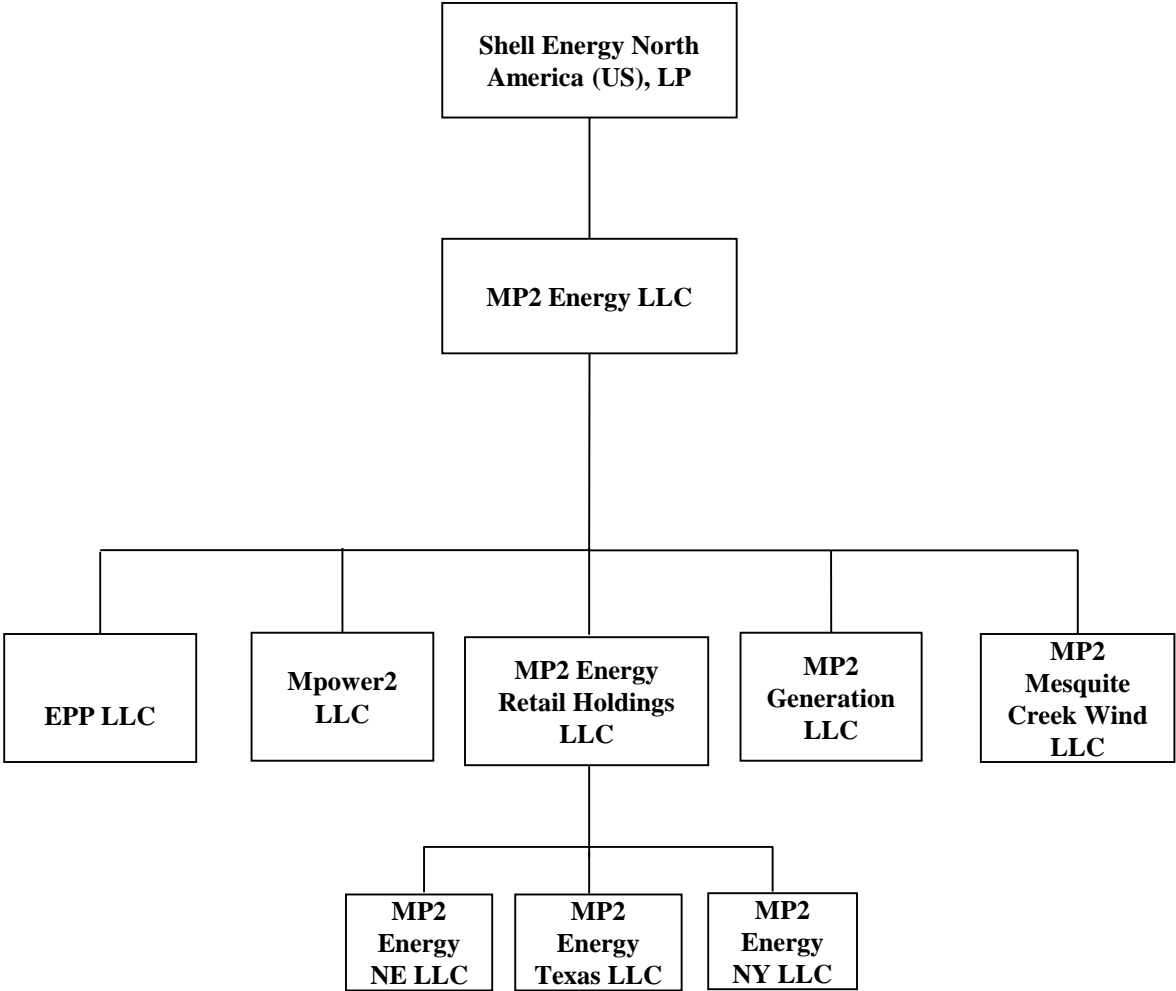 Shell Energy North
America (US), LP
MP2 Energy LLC
EPP LLC
Mpower2
LLC
MP2 Energy
Retail Holdings
LLC
MP2
Generation
LLC
MP2
Mesquite
Creek Wind
LLC
MP2
Energy
NE LLC
MP2
Energy
Texas LLC
MP2
Energy
NY LLC